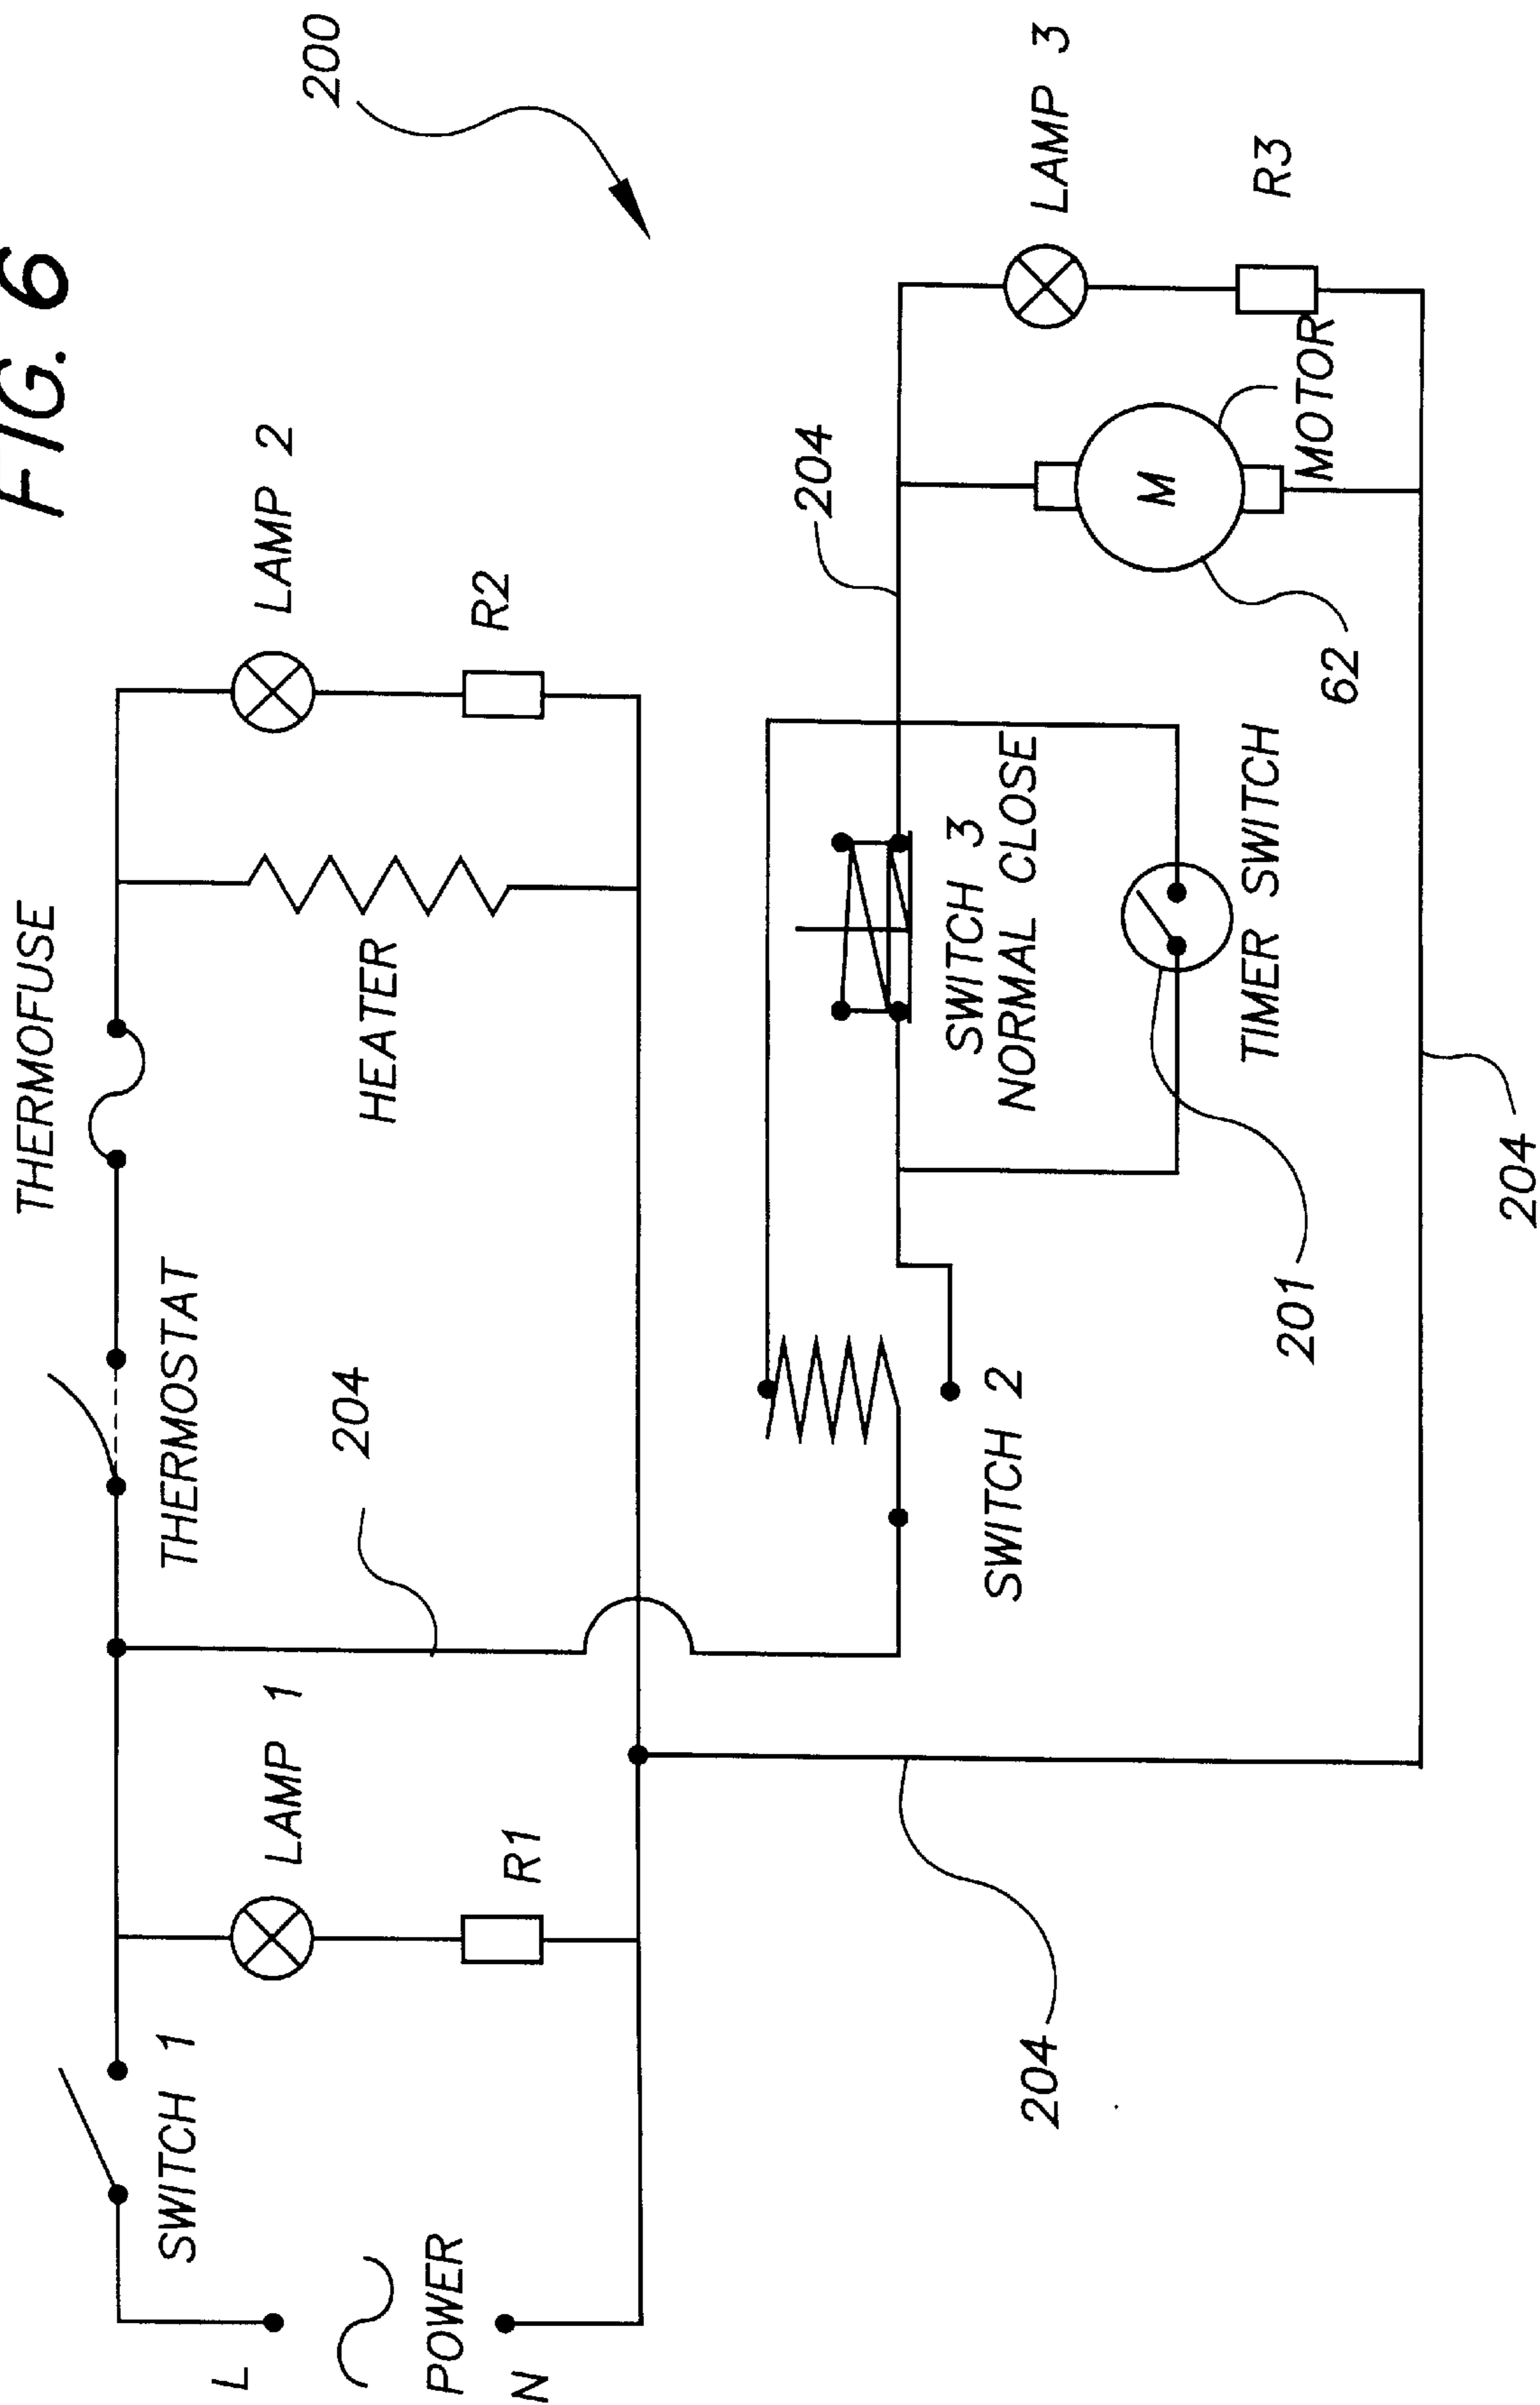 FIG. 6
200
THERMOFUSE
THERMOSTAT
LAMP 2
R2
HEATER
204
SWITCH 1
LAMP 1
R1
L
POWER
N
204
LAMP 3
R3
MOTOR
M
62
SWITCH 3
NORMAL CLOSE
SWITCH 2
TIMER SWITCH
201
204
204